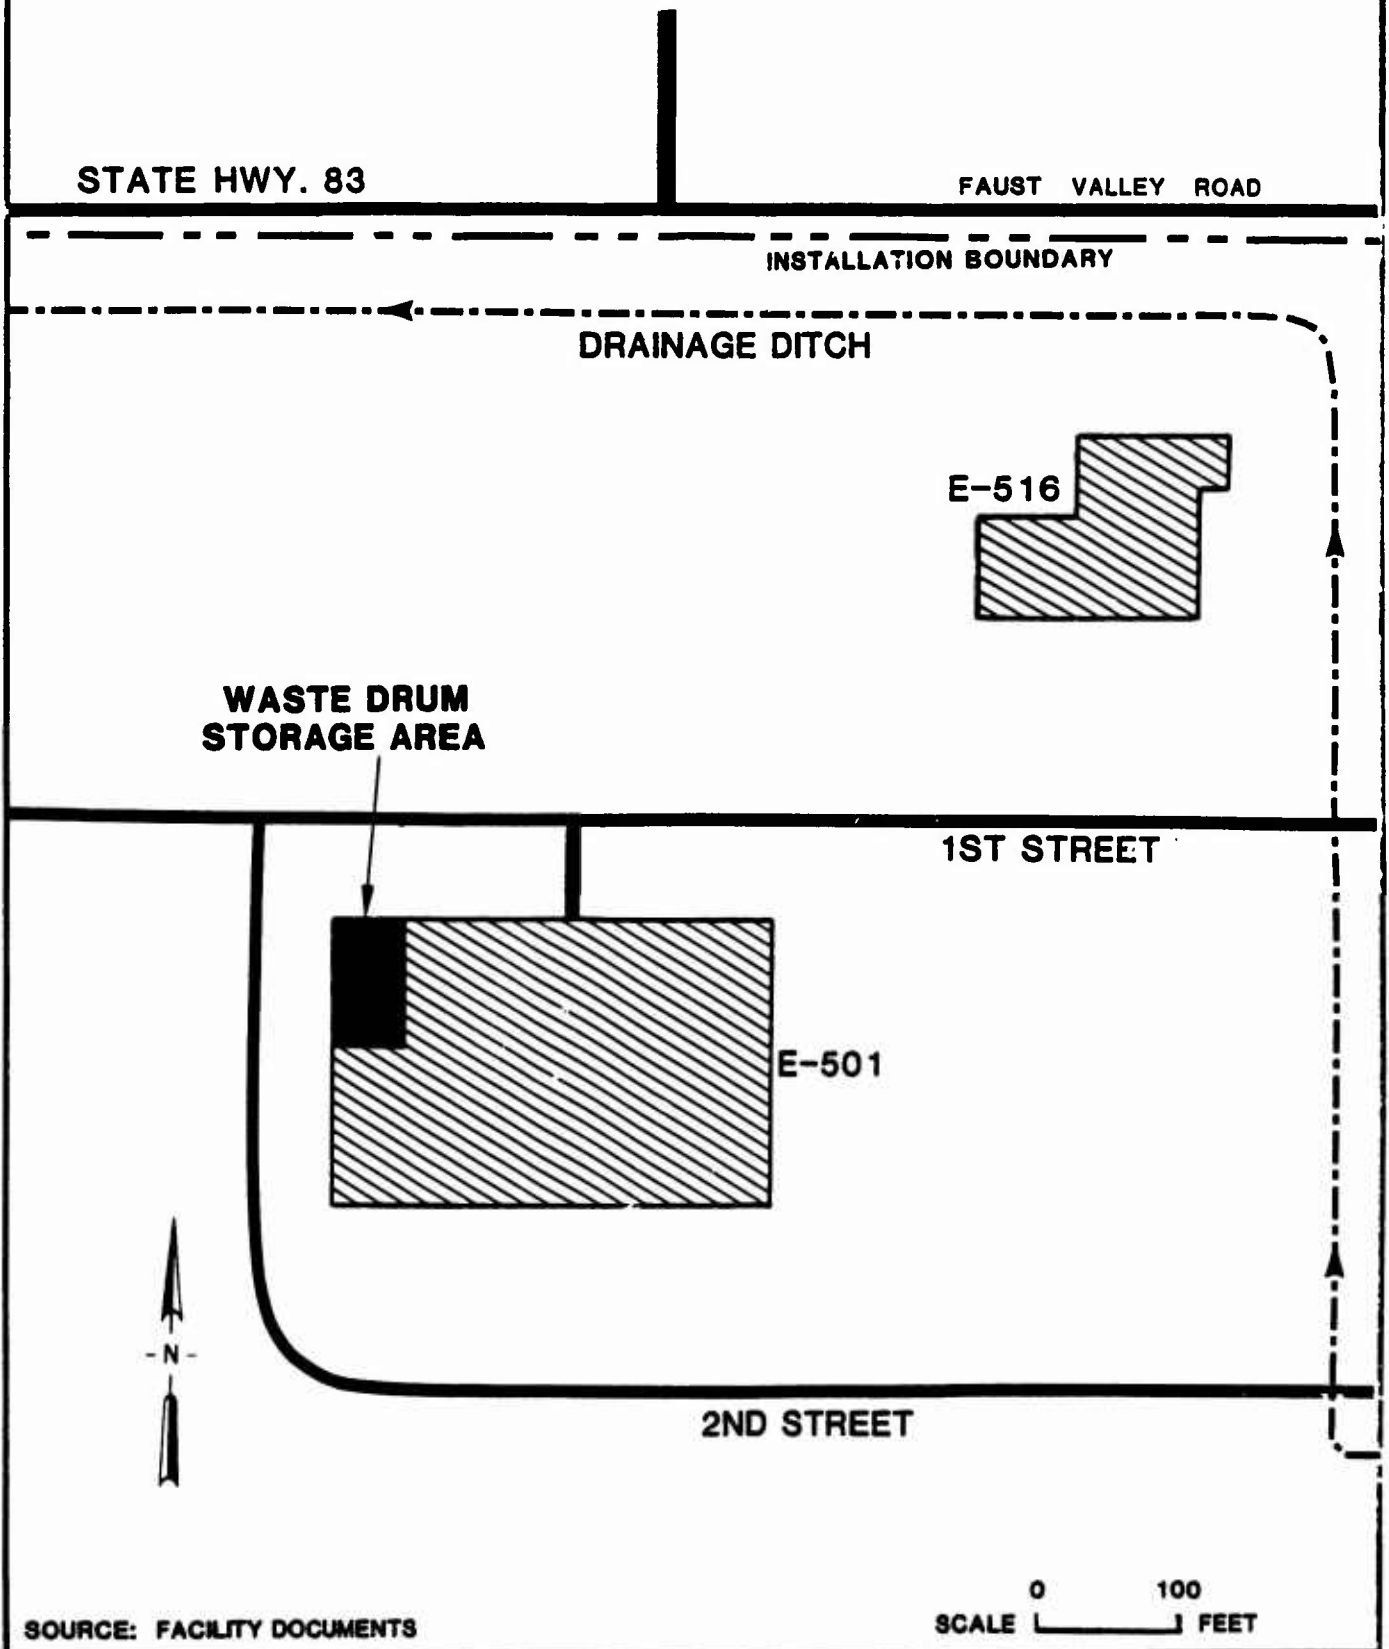 STATE HWY. 83
FAUST VALLEY ROAD
INSTALLATION BOUNDARY
DRAINAGE DITCH
E-516
WASTE DRUM
STORAGE AREA
1ST STREET
E-501
-N-
2ND STREET
0 100
SCALE FEET
SOURCE: FACILITY DOCUMENTS